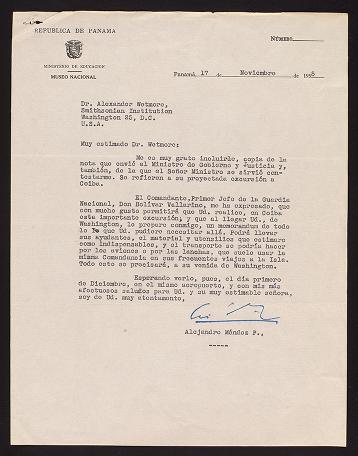 REPUBLICA DE PANAMA
NÚMERO
MINISTERIO DE EDUCACION
MUSEO NACIONAL
Panamá, 17 de Noviembre de 195
Dr. Alexander Wetmore,
Smithsonian Institution
Washington 25, D.C.
U.S.A.
Muy estimado Dr. Wetmore:
Me es muy grato incluirle, copia de la
nota que envié al Ministro de Gobierno y Justicia y,
también, de la que el Señor Ministro se sirvió con-
testarme. Se refieren a su proyectada excursión a
Coiba.
El Comandante, Primer Jefe de la Guardia
Nacional, Don Bolívar Vallarino, me ha expresado, que
con mucho gusto permitirá que Ud. realice, en Coiba
esta importante excursión; y que al llegar Ud., de
Washington, le prepare conmigo, un memorandum de todo
lo que Ud. pudiere necesitar allá. Podrá llevar
sus ayudantes, el material y utensilios que estimare
como indispensables, y el transporte se podría hacer
por los aviones o por las lanchas, que suele usar la
misma Comandancia en sus frecuentes viajes a la Isla.
Todo esto se precisará, a su venida de Washington.
Esperando verlo, pues, el día primero
de Diciembre, en el mismo aeropuerto, y con mis más
afectuosos saludos para Ud. y su muy estimable señora,
soy de Ud. muy atentamente,
Alejandro Méndez P.,